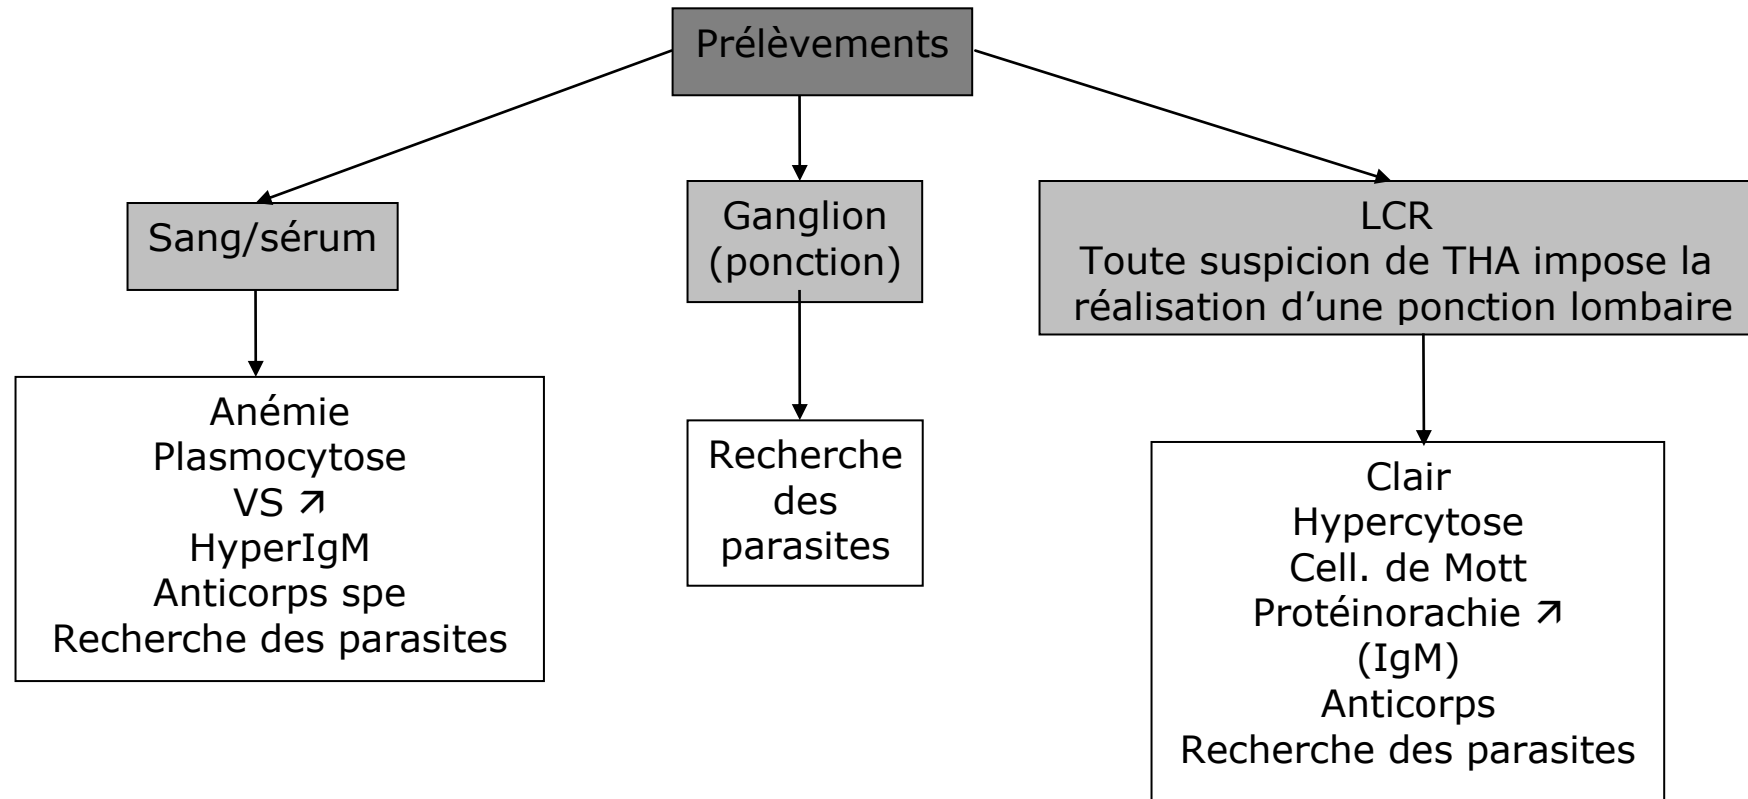 Prélèvements
Sang/sérum
Ganglion
(ponction)
LCR
Toute suspicion de THA impose la
réalisation d’une ponction lombaire
Anémie
Plasmocytose
VS ↗
HyperIgM
Anticorps spe
Recherche des parasites
Recherche
des
parasites
Clair
Hypercytose
Cell. de Mott
Protéinorachie ↗
(IgM)
Anticorps
Recherche des parasites